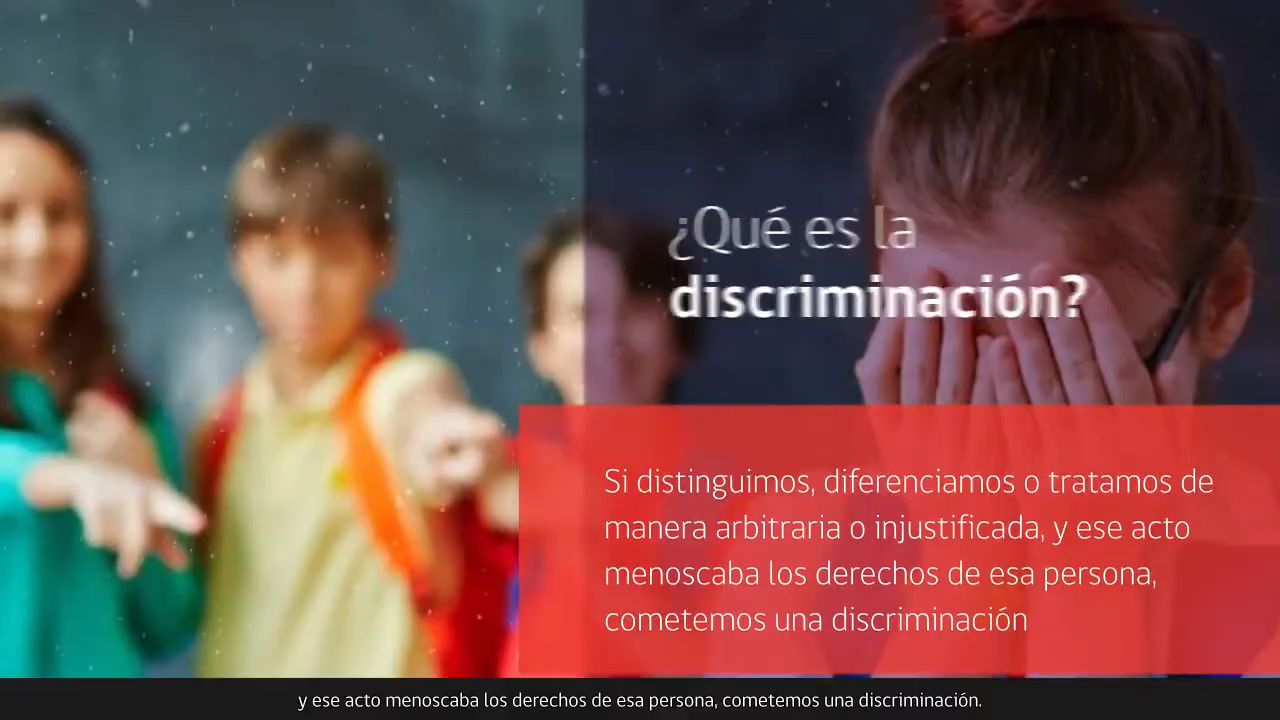 ¿Qué es la
discriminación?
Si distinguimos, diferenciamos o tratamos de
manera arbitraria o injustificada, y ese acto
menoscaba los derechos de esa persona,
cometemos una discriminación
y ese acto menoscaba los derechos de esa persona, cometemos una discriminación.